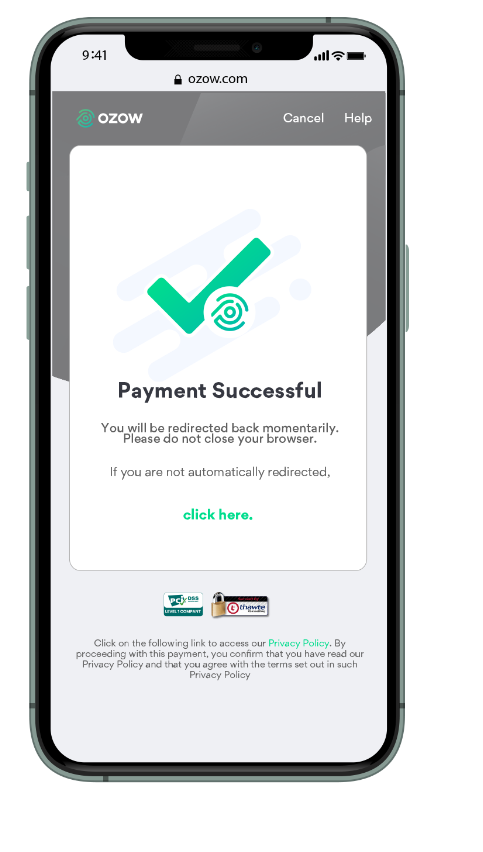 9:41
ozow.com
OZOW
Cancel Help
Payment Successful
You will be redirected back momentarily.
Please do not close your browser.
If you are not automatically redirected,
click here.
PCI DSS
LEVEL 1 COMPANY
thawte
Click on the following link to access our Privacy Policy. By
proceeding with this payment, you confirm that you have read our
Privacy Policy and that you agree with the terms set out in such
Privacy Policy